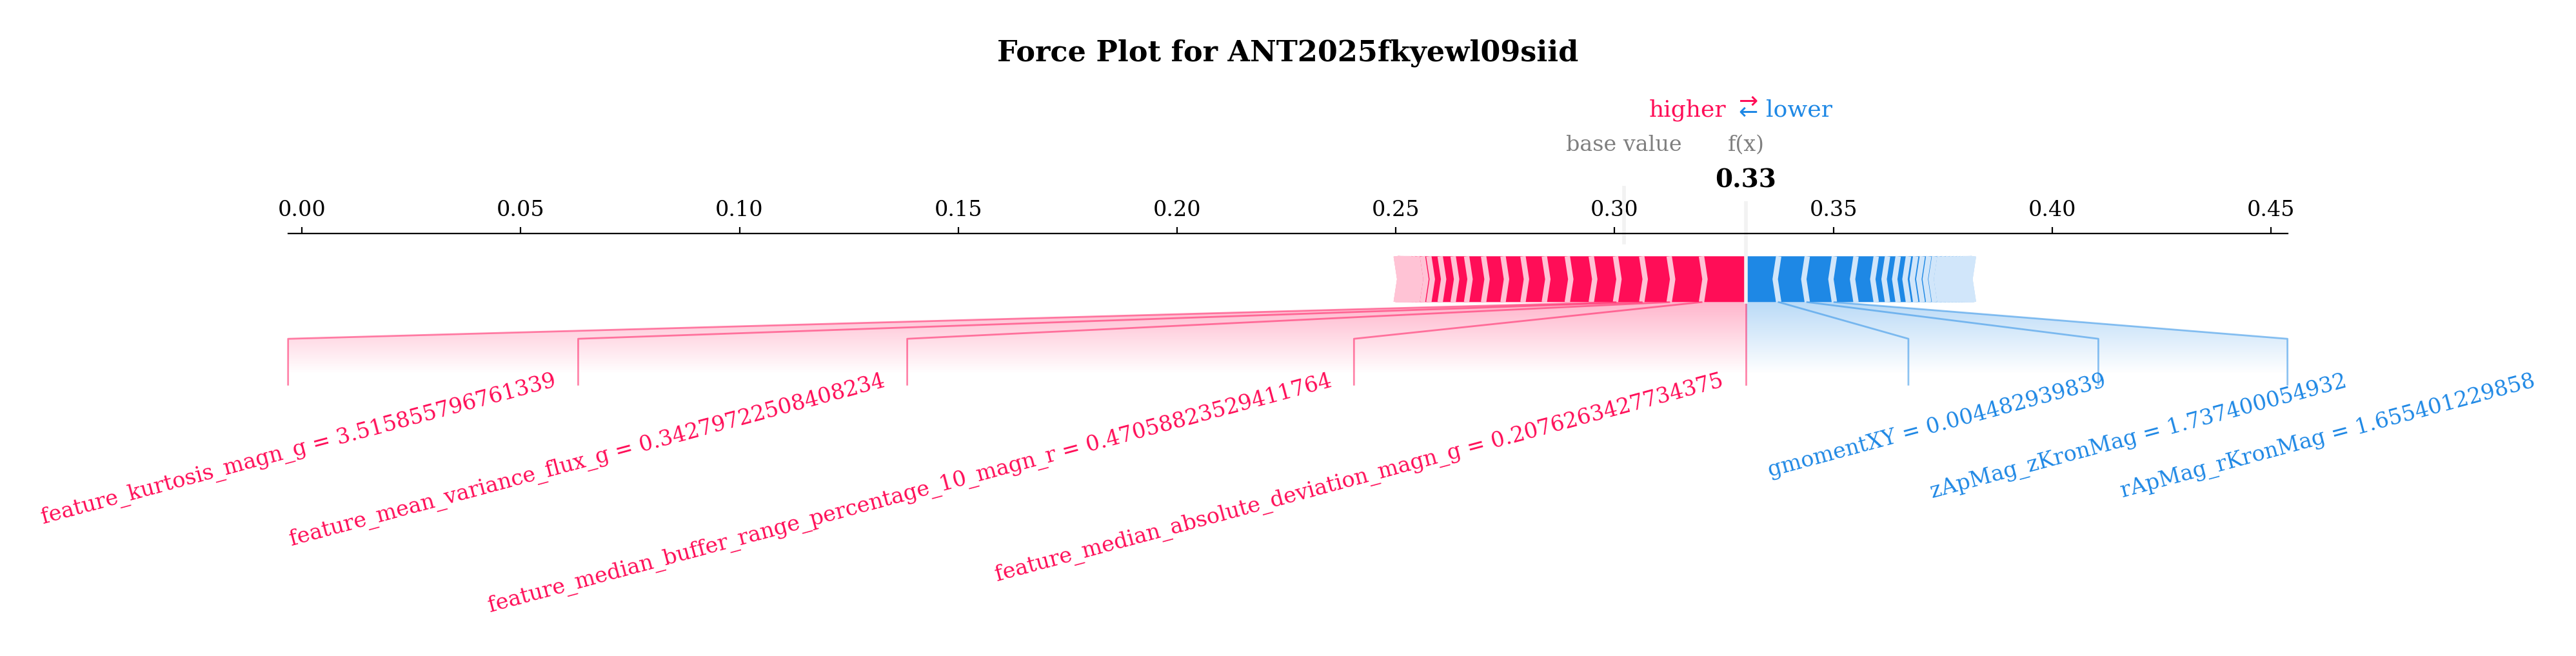 Force Plot for ANT2025fkyewl09siid
higher ⇄ lower
base value f(x)
0.33
0.00 0.05 0.10 0.15 0.20 0.25 0.30 0.35 0.40 0.45
feature_kurtosis_magn_g = 3.515855796761339
feature_mean_variance_flux_g = 0.3427972250840​8234
feature_median_buffer_range_percentage_10_magn_r = 0.47058823529411764
feature_median_absolute_deviation_magn_g = 0.2076263427734375
gmomentXY = 0.004482939839
zApMag_zKronMag = 1.737400054932
rApMag_rKronMag = 1.655401229858